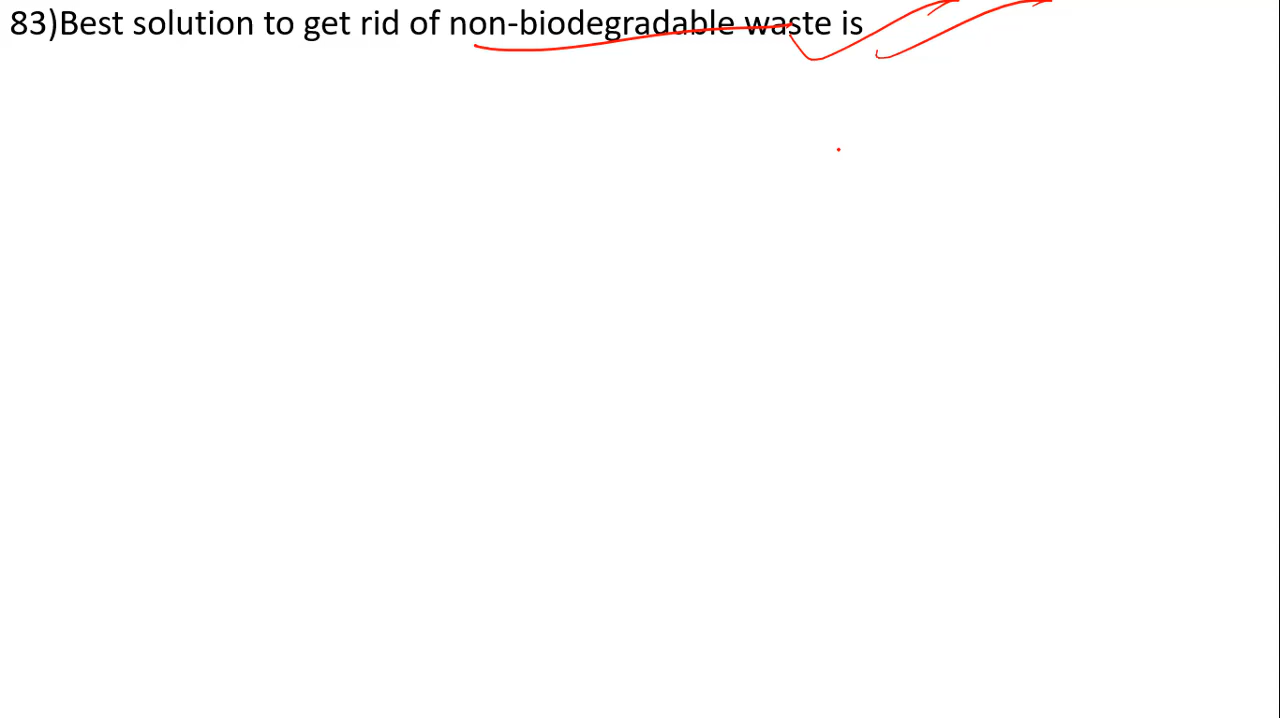 83)Best solution to get rid of non-biodegradable waste is